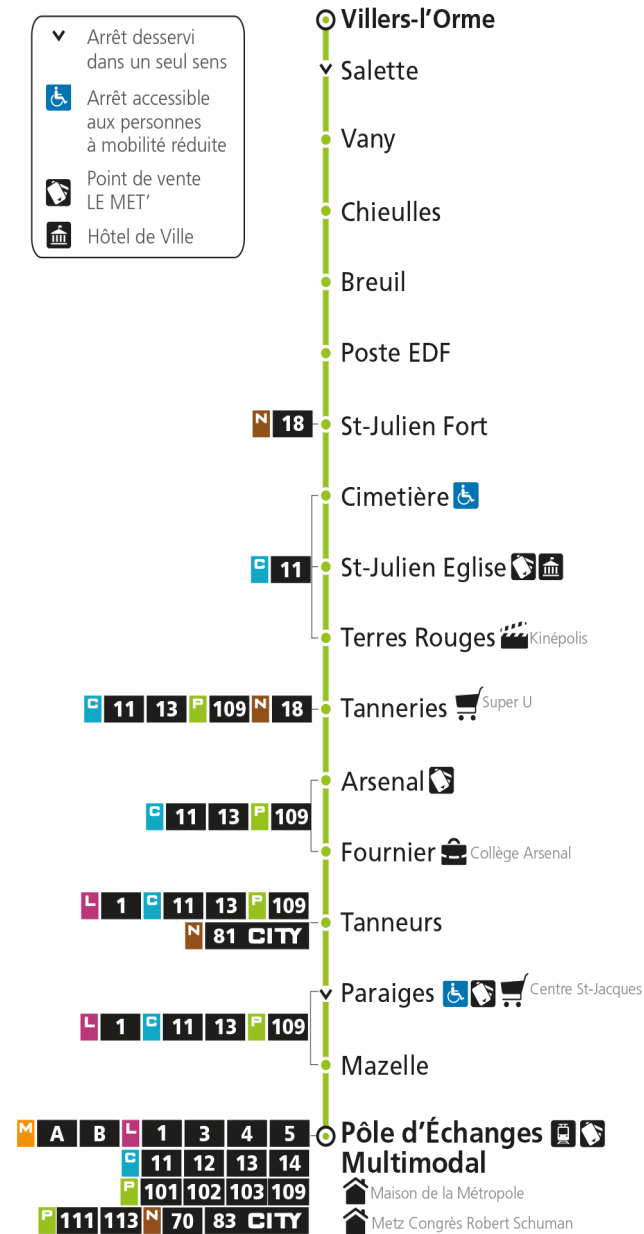 Arrêt desservi
dans un seul sens
Arrêt accessible
aux personnes
à mobilité réduite
Point de vente
LE MET’
Hôtel de Ville
Villers-l’Orme
Salette
Vany
Chieulles
Breuil
Poste EDF
N 18 St-Julien Fort
Cimetière
C 11 St-Julien Eglise
Terres Rouges Kinépolis
C 11 13 P 109 N 18 Tanneries Super U
Arsenal
C 11 13 P 109
Fournier Collège Arsenal
L 1 C 11 13 P 109
N 81 CITY
Tanneurs
Paraiges Centre St-Jacques
L 1 C 11 13 P 109
Mazelle
M A B L 1 3 4 5
C 11 12 13 14
P 101 102 103 109
P 111 113 N 70 83 CITY
Pôle d’Échanges
Multimodal
Maison de la Métropole
Metz Congrès Robert Schuman